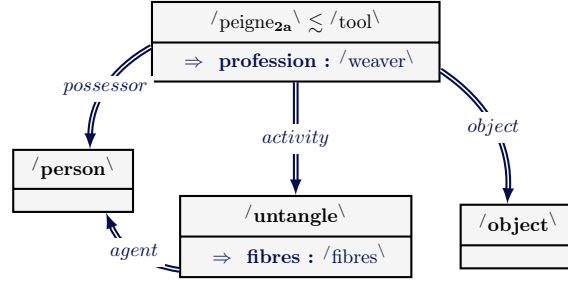 /peigne2a\ ≲ /tool\
⇒ profession : /weaver\
possessor
activity
object
/person\
/untangle\
⇒ fibres : /fibres\
/object\
agent